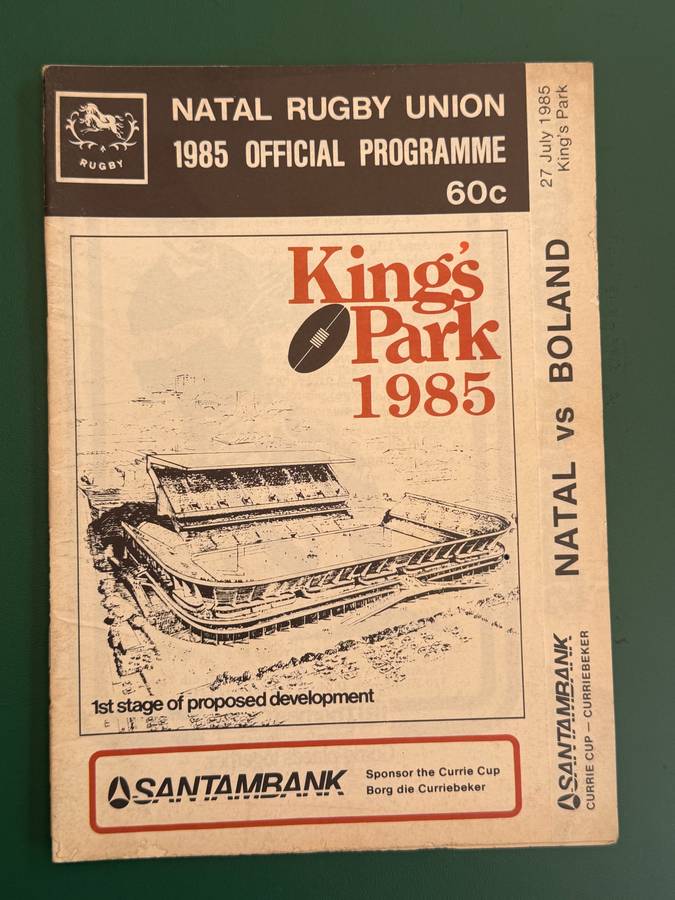 RUGBY
NATAL RUGBY UNION
1985 OFFICIAL PROGRAMME
60c
King's
Park
1985
1st stage of proposed development
SANTAMBANK
Sponsor the Currie Cup
Borg die Curriebeker
27 July 1985
King's Park
NATAL vs BOLAND
SANTAMBANK
CURRIE CUP – CURRIEBEKER